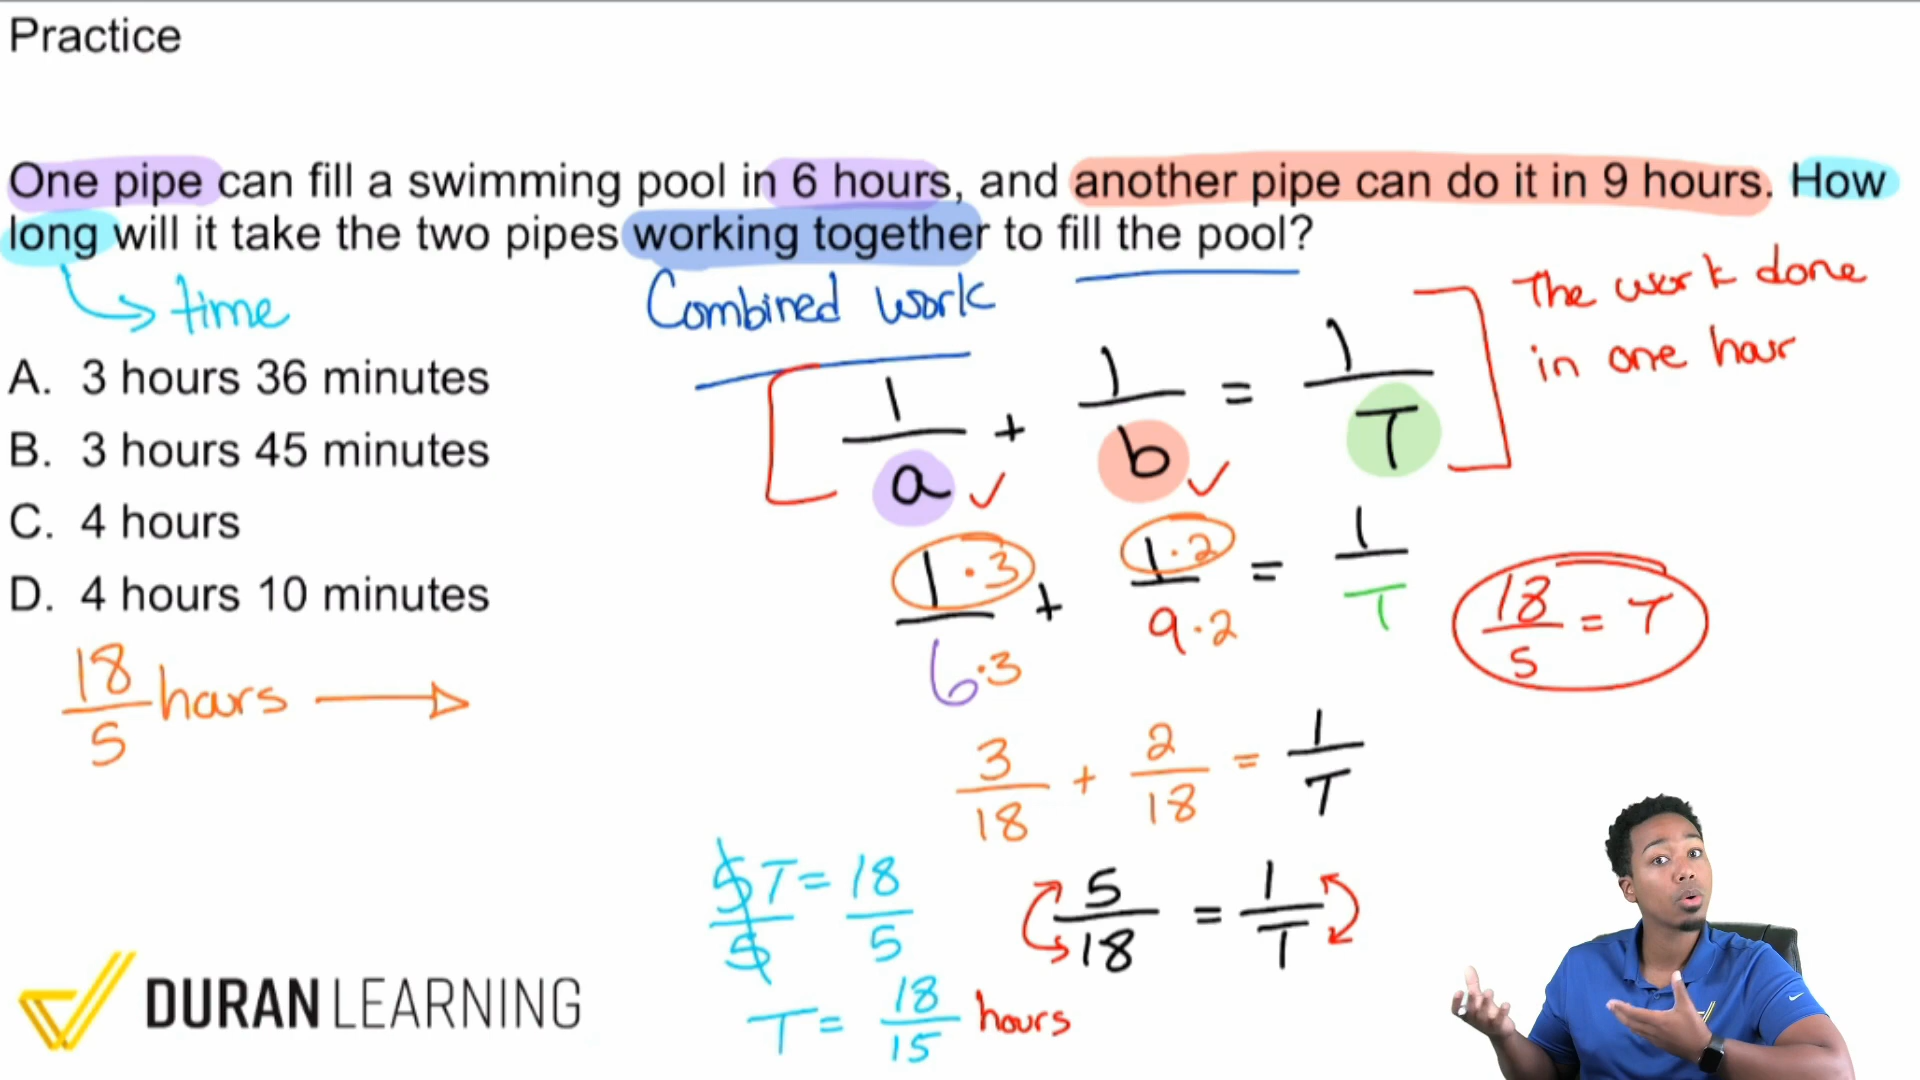 Practice
One pipe can fill a swimming pool in 6 hours, and another pipe can do it in 9 hours. How
long will it take the two pipes working together to fill the pool?
time
Combined work
The work done
in one hour
A. 3 hours 36 minutes
B. 3 hours 45 minutes
C. 4 hours
D. 4 hours 10 minutes
1/a + 1/b = 1/T
1·3/6·3 + 1·2/9·2 = 1/T
18/5 = T
18/5 hours
3/18 + 2/18 = 1/T
5/18 = 1/T
5T/5 = 18/5
T = 18/15 hours
DURAN LEARNING